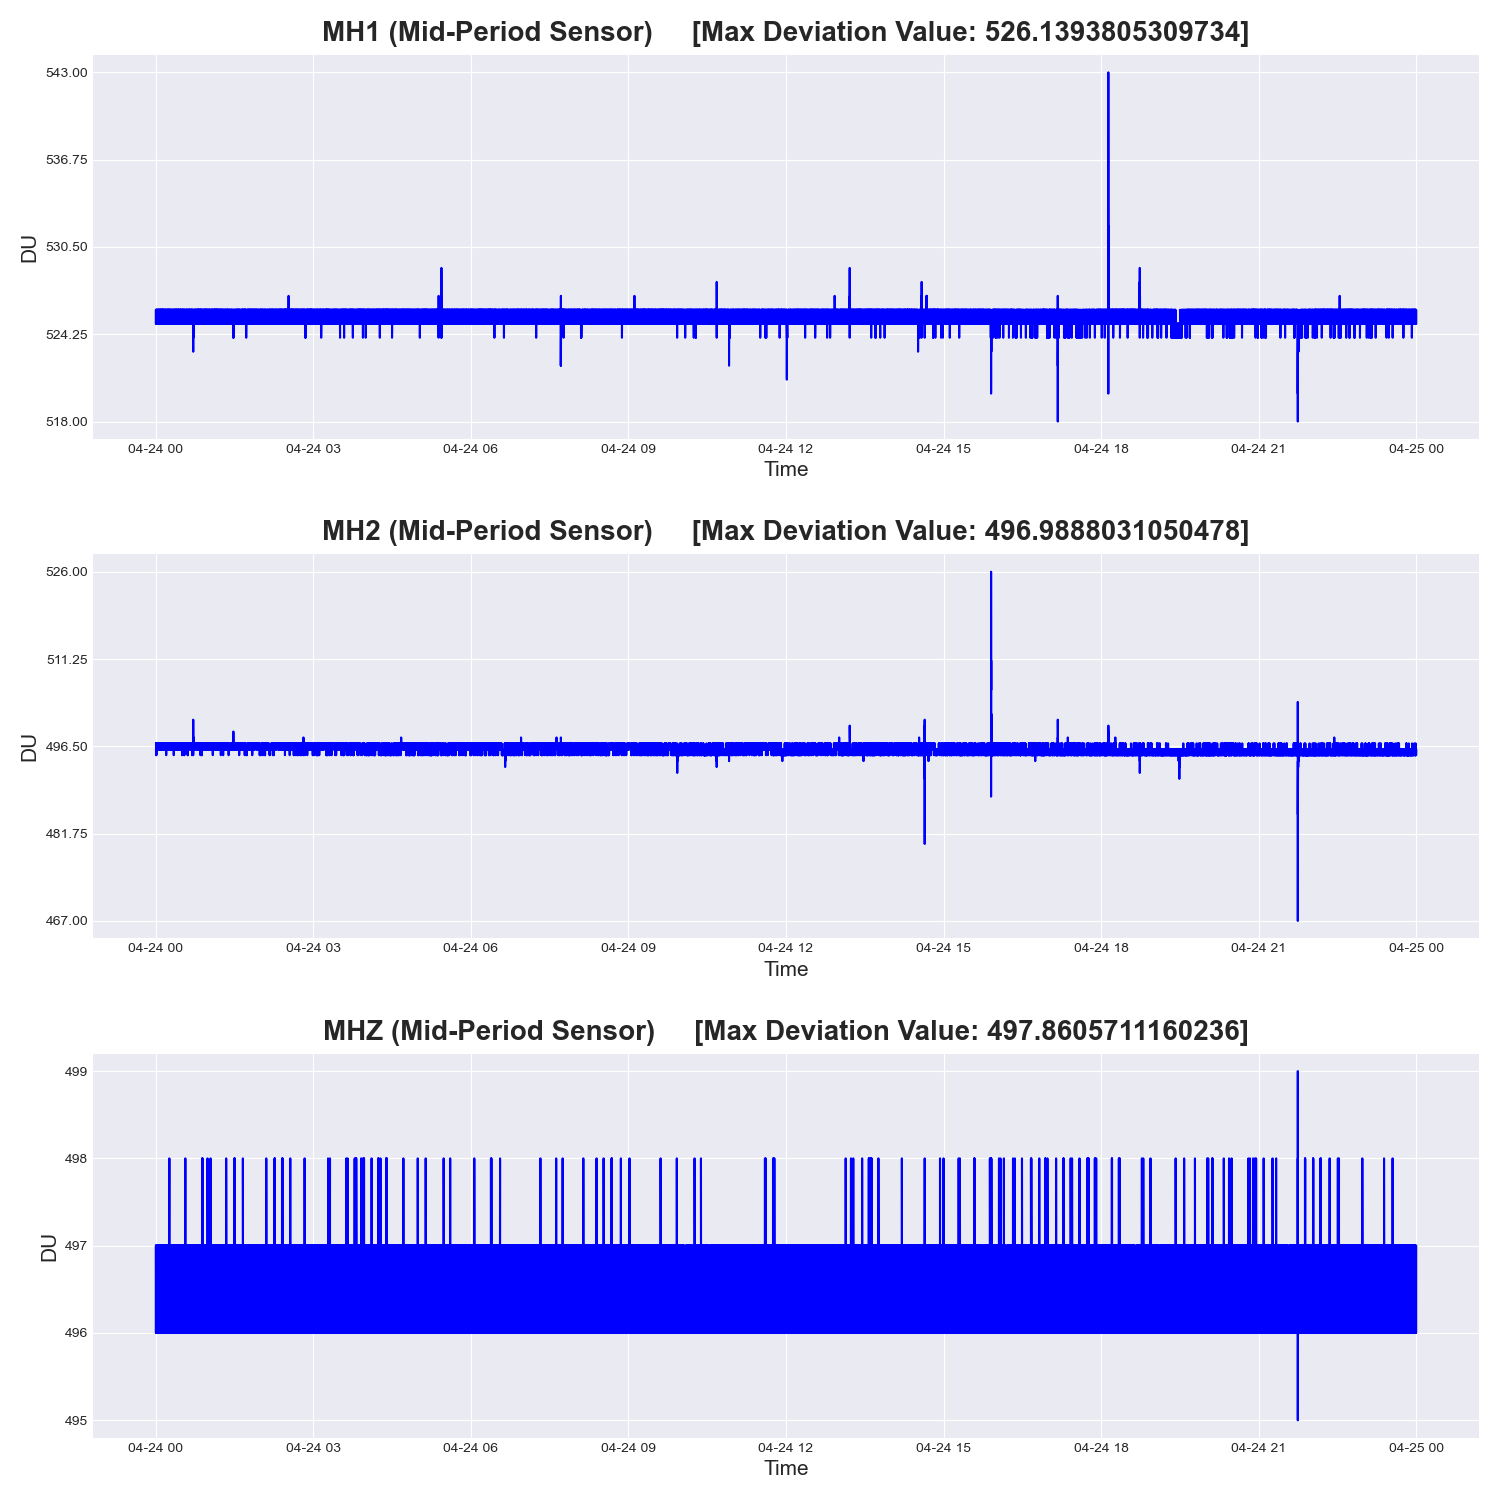 MH1 (Mid-Period Sensor) [Max Deviation Value: 526.1393805309734]
543.00
536.75
530.50
524.25
518.00
DU
04-24 00 04-24 03 04-24 06 04-24 09 04-24 12 04-24 15 04-24 18 04-24 21 04-25 00
Time
MH2 (Mid-Period Sensor) [Max Deviation Value: 496.9888031050478]
526.00
511.25
496.50
481.75
467.00
DU
04-24 00 04-24 03 04-24 06 04-24 09 04-24 12 04-24 15 04-24 18 04-24 21 04-25 00
Time
MHZ (Mid-Period Sensor) [Max Deviation Value: 497.8605711160236]
499
498
497
496
495
DU
04-24 00 04-24 03 04-24 06 04-24 09 04-24 12 04-24 15 04-24 18 04-24 21 04-25 00
Time